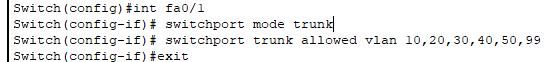 Switch(config)#int fa0/1
Switch(config-if)# switchport mode trunk
Switch(config-if)# switchport trunk allowed vlan 10,20,30,40,50,99
Switch(config-if)#exit